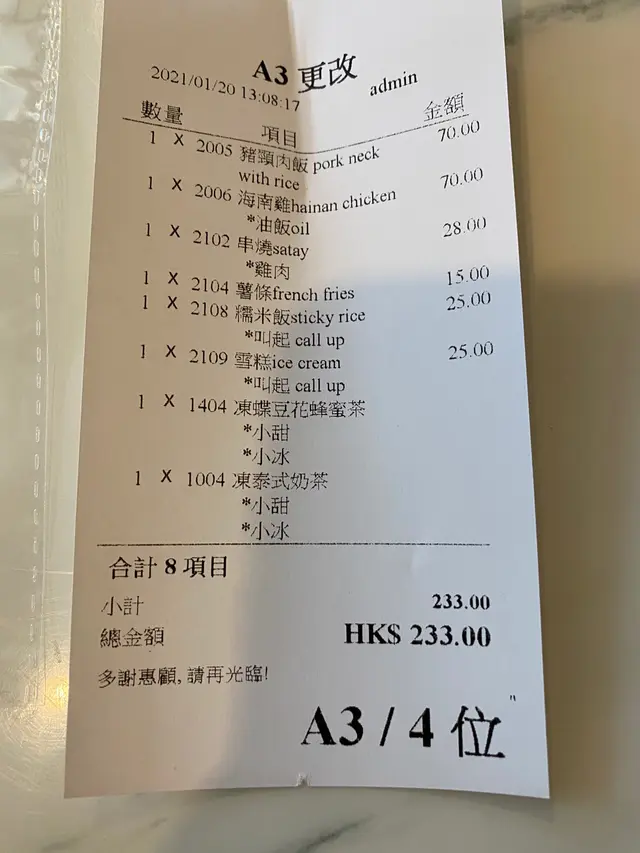 A3 更改
2021/01/20 13:08:17 admin
數量 項目 金額
1 X 2005 豬頸肉飯 pork neck 70.00
with rice
1 X 2006 海南雞hainan chicken 70.00
*油飯oil
1 X 2102 串燒satay 28.00
*雞肉
1 X 2104 薯條french fries 15.00
1 X 2108 糯米飯sticky rice 25.00
*叫起 call up
1 X 2109 雪糕ice cream 25.00
*叫起 call up
1 X 1404 凍蝶豆花蜂蜜茶
*小甜
*小冰
1 X 1004 凍泰式奶茶
*小甜
*小冰
合計 8 項目
小計 233.00
總金額 HK$ 233.00
多謝惠顧, 請再光臨!
"
A3 / 4 位